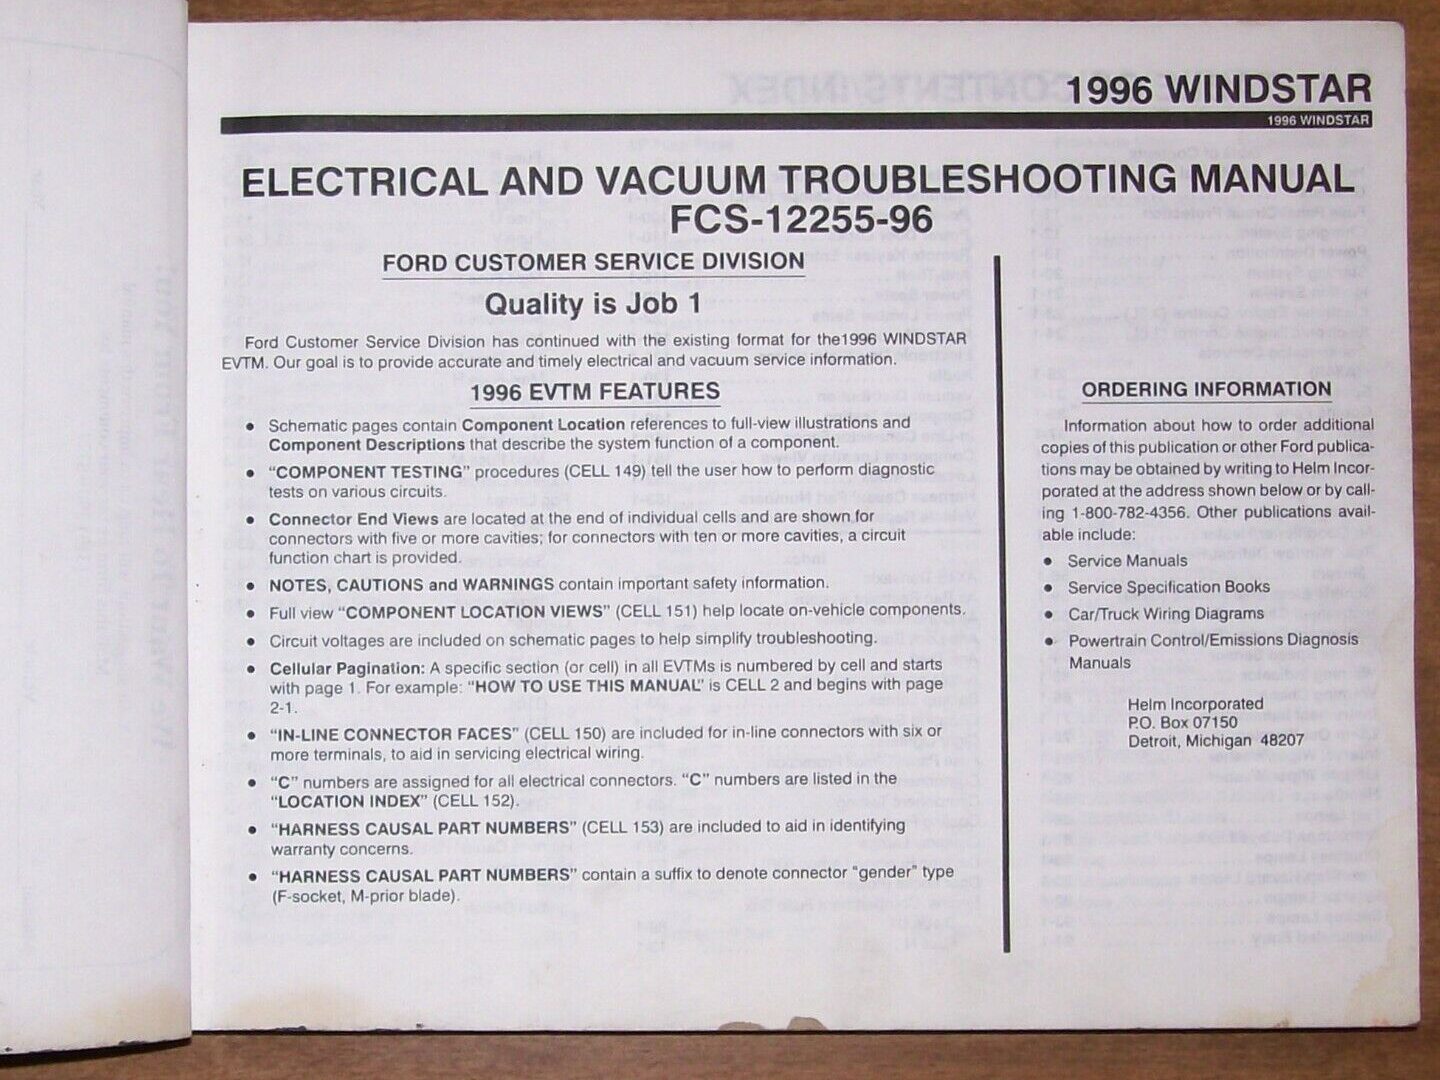 1996 WINDSTAR
1996 WINDSTAR
ELECTRICAL AND VACUUM TROUBLESHOOTING MANUAL
FCS-12255-96
FORD CUSTOMER SERVICE DIVISION
Quality is Job 1
Ford Customer Service Division has continued with the existing format for the1996 WINDSTAR
EVTM. Our goal is to provide accurate and timely electrical and vacuum service information.
1996 EVTM FEATURES
● Schematic pages contain Component Location references to full-view illustrations and
Component Descriptions that describe the system function of a component.
● “COMPONENT TESTING” procedures (CELL 149) tell the user how to perform diagnostic
tests on various circuits.
● Connector End Views are located at the end of individual cells and are shown for
connectors with five or more cavities; for connectors with ten or more cavities, a circuit
function chart is provided.
● NOTES, CAUTIONS and WARNINGS contain important safety information.
● Full view “COMPONENT LOCATION VIEWS” (CELL 151) help locate on-vehicle components.
● Circuit voltages are included on schematic pages to help simplify troubleshooting.
● Cellular Pagination: A specific section (or cell) in all EVTMs is numbered by cell and starts
with page 1. For example: “HOW TO USE THIS MANUAL” is CELL 2 and begins with page
2-1.
● “IN-LINE CONNECTOR FACES” (CELL 150) are included for in-line connectors with six or
more terminals, to aid in servicing electrical wiring.
● “C” numbers are assigned for all electrical connectors. “C” numbers are listed in the
“LOCATION INDEX” (CELL 152).
● “HARNESS CAUSAL PART NUMBERS” (CELL 153) are included to aid in identifying
warranty concerns.
● “HARNESS CAUSAL PART NUMBERS” contain a suffix to denote connector "gender" type
(F-socket, M-prior blade).
ORDERING INFORMATION
Information about how to order additional
copies of this publication or other Ford publica-
tions may be obtained by writing to Helm Incor-
porated at the address shown below or by call-
ing 1-800-782-4356. Other publications avail-
able include:
● Service Manuals
● Service Specification Books
● Car/Truck Wiring Diagrams
● Powertrain Control/Emissions Diagnosis
Manuals
Helm Incorporated
P.O. Box 07150
Detroit, Michigan 48207